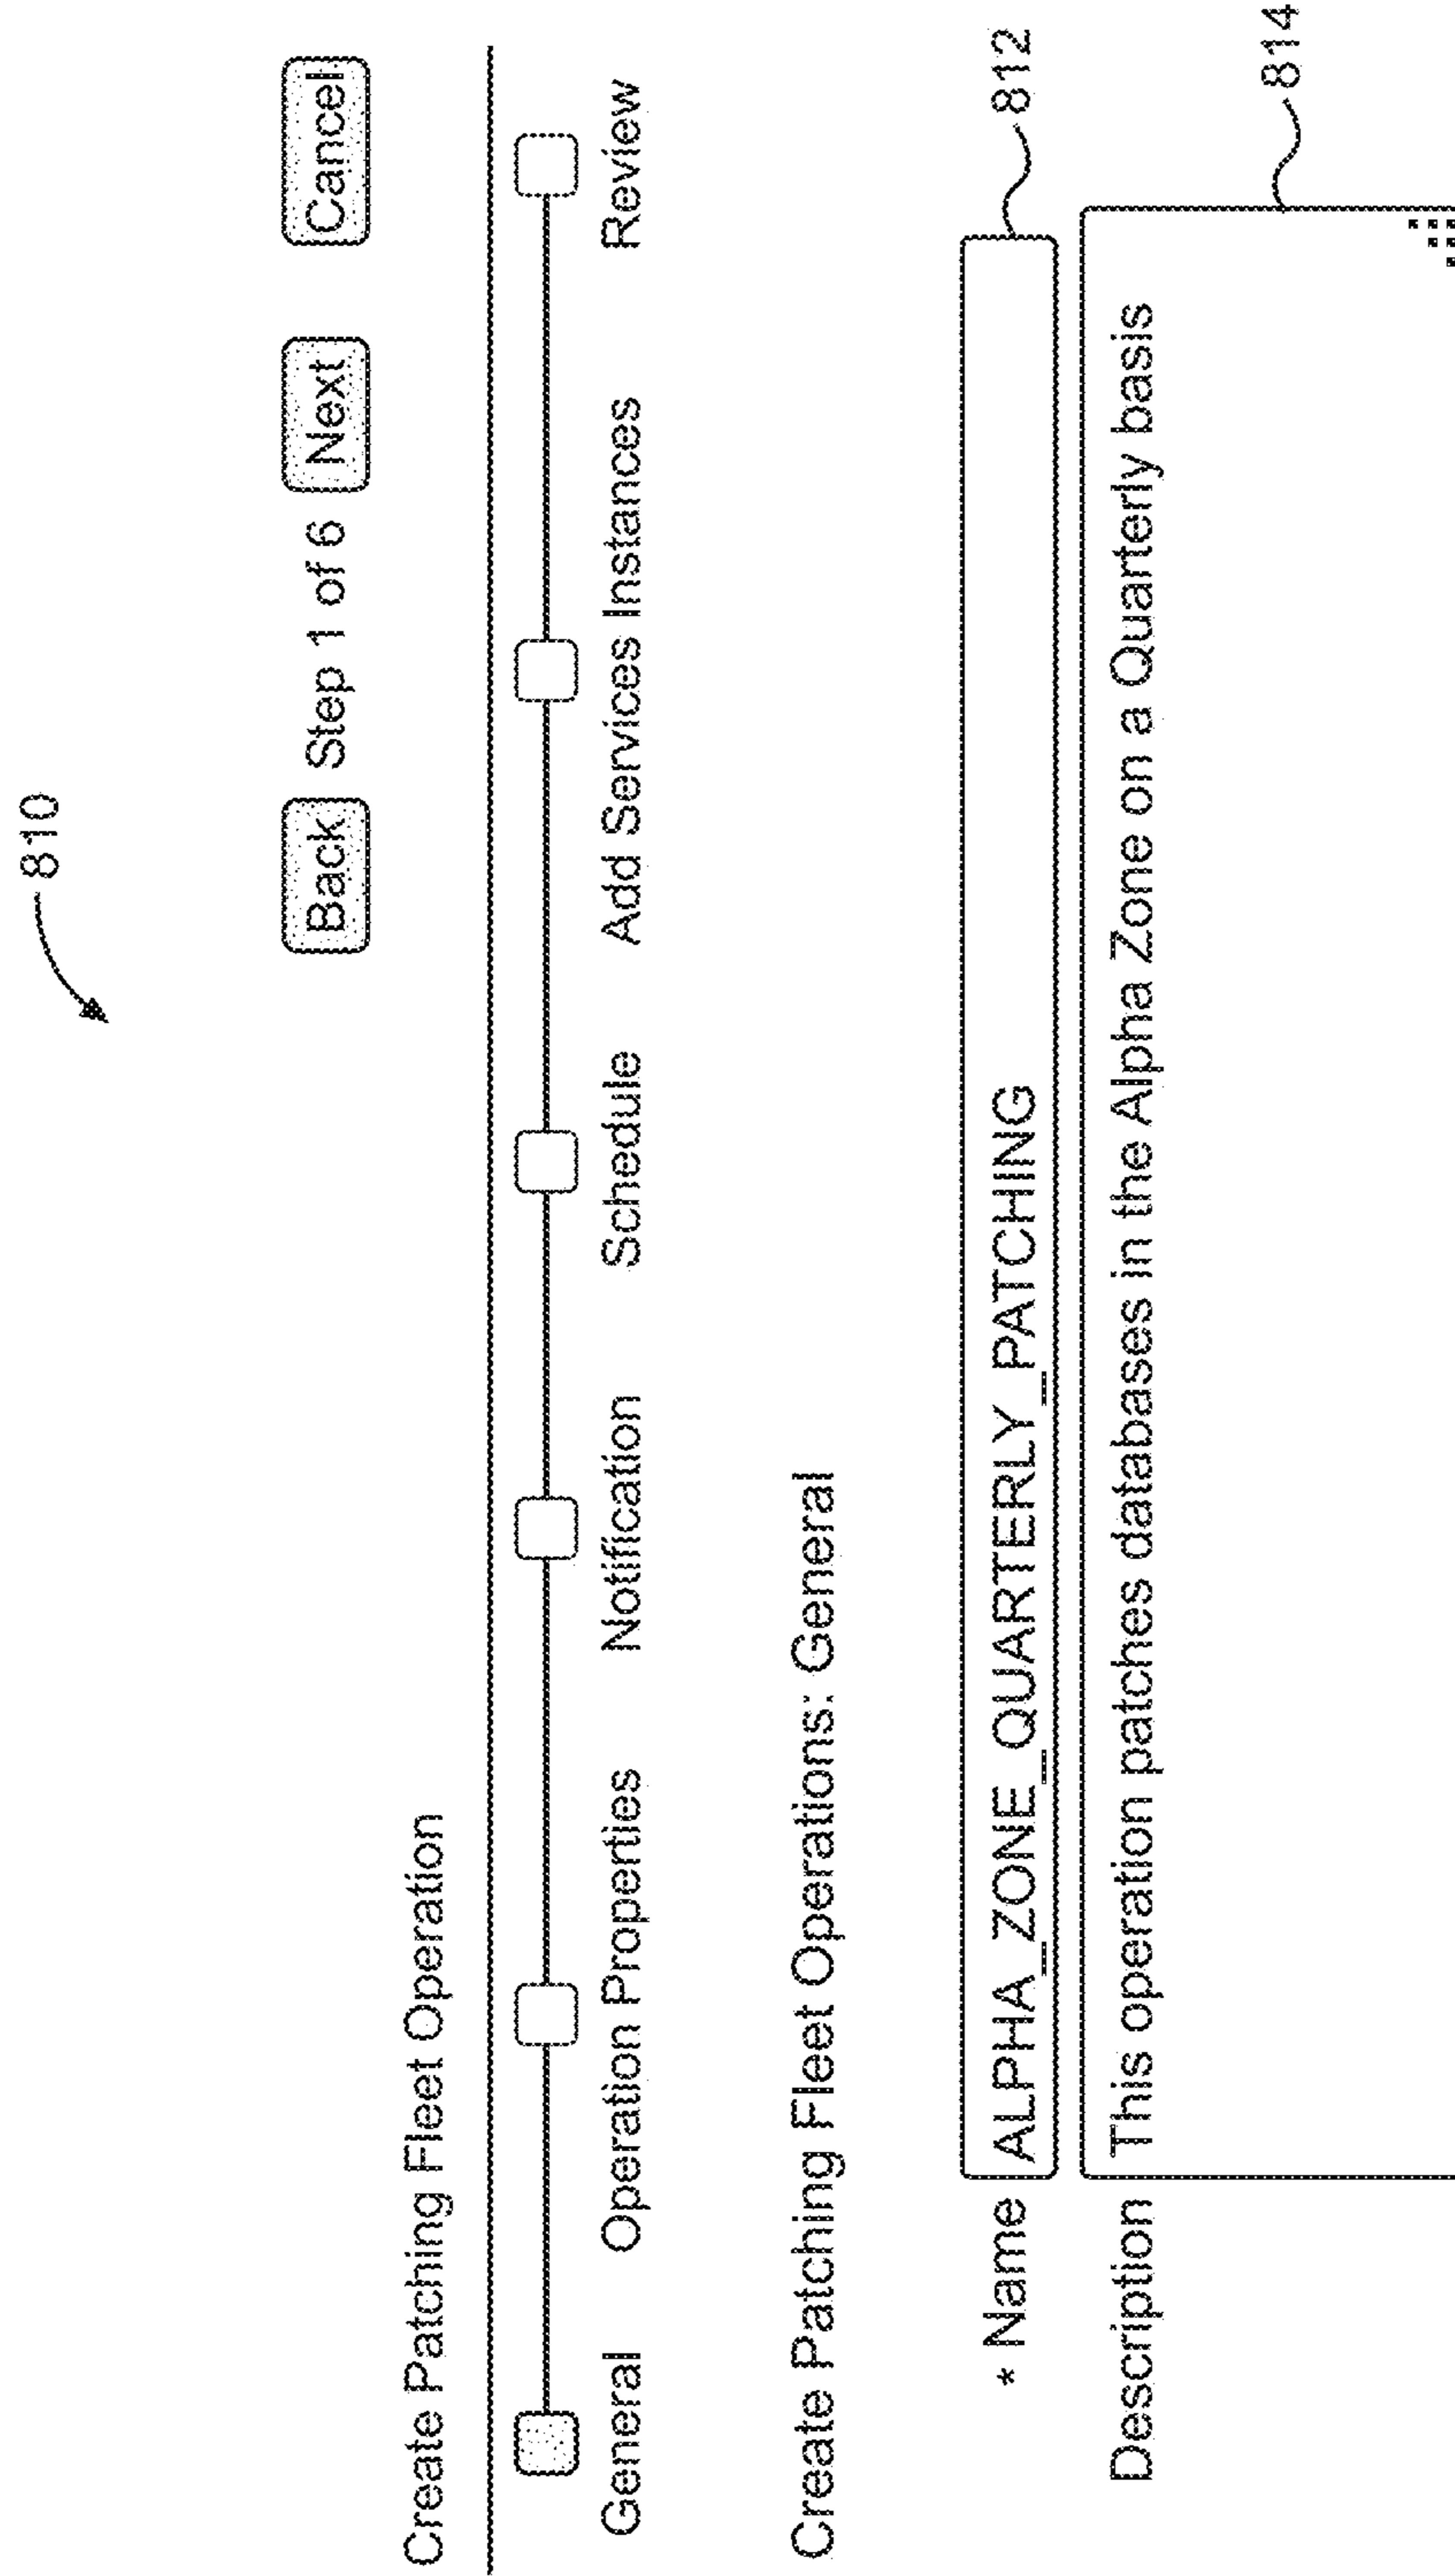 810
Back Step 1 of 6 Next Cancel
Create Patching Fleet Operation
General Operation Properties Notification Schedule Add Services Instances Review
Create Patching Fleet Operations: General
* Name ALPHA_ZONE_QUARTERLY_PATCHING 812
Description This operation patches databases in the Alpha Zone on a Quarterly basis
814